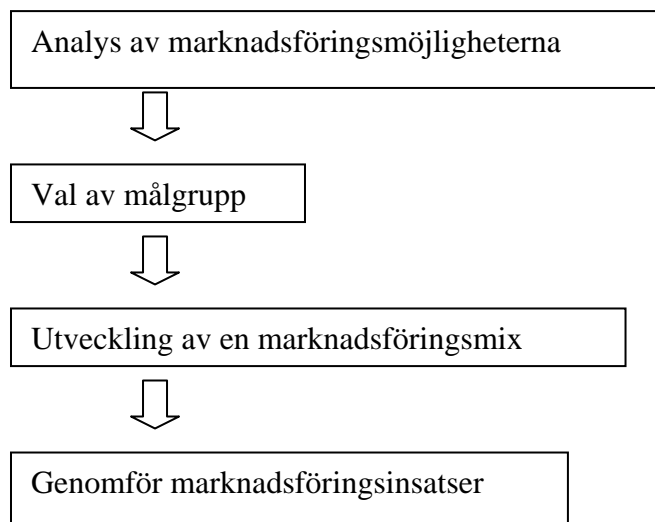 Analys av marknadsföringsmöjligheterna
Val av målgrupp
Utveckling av en marknadsföringsmix
Genomför marknadsföringsinsatser